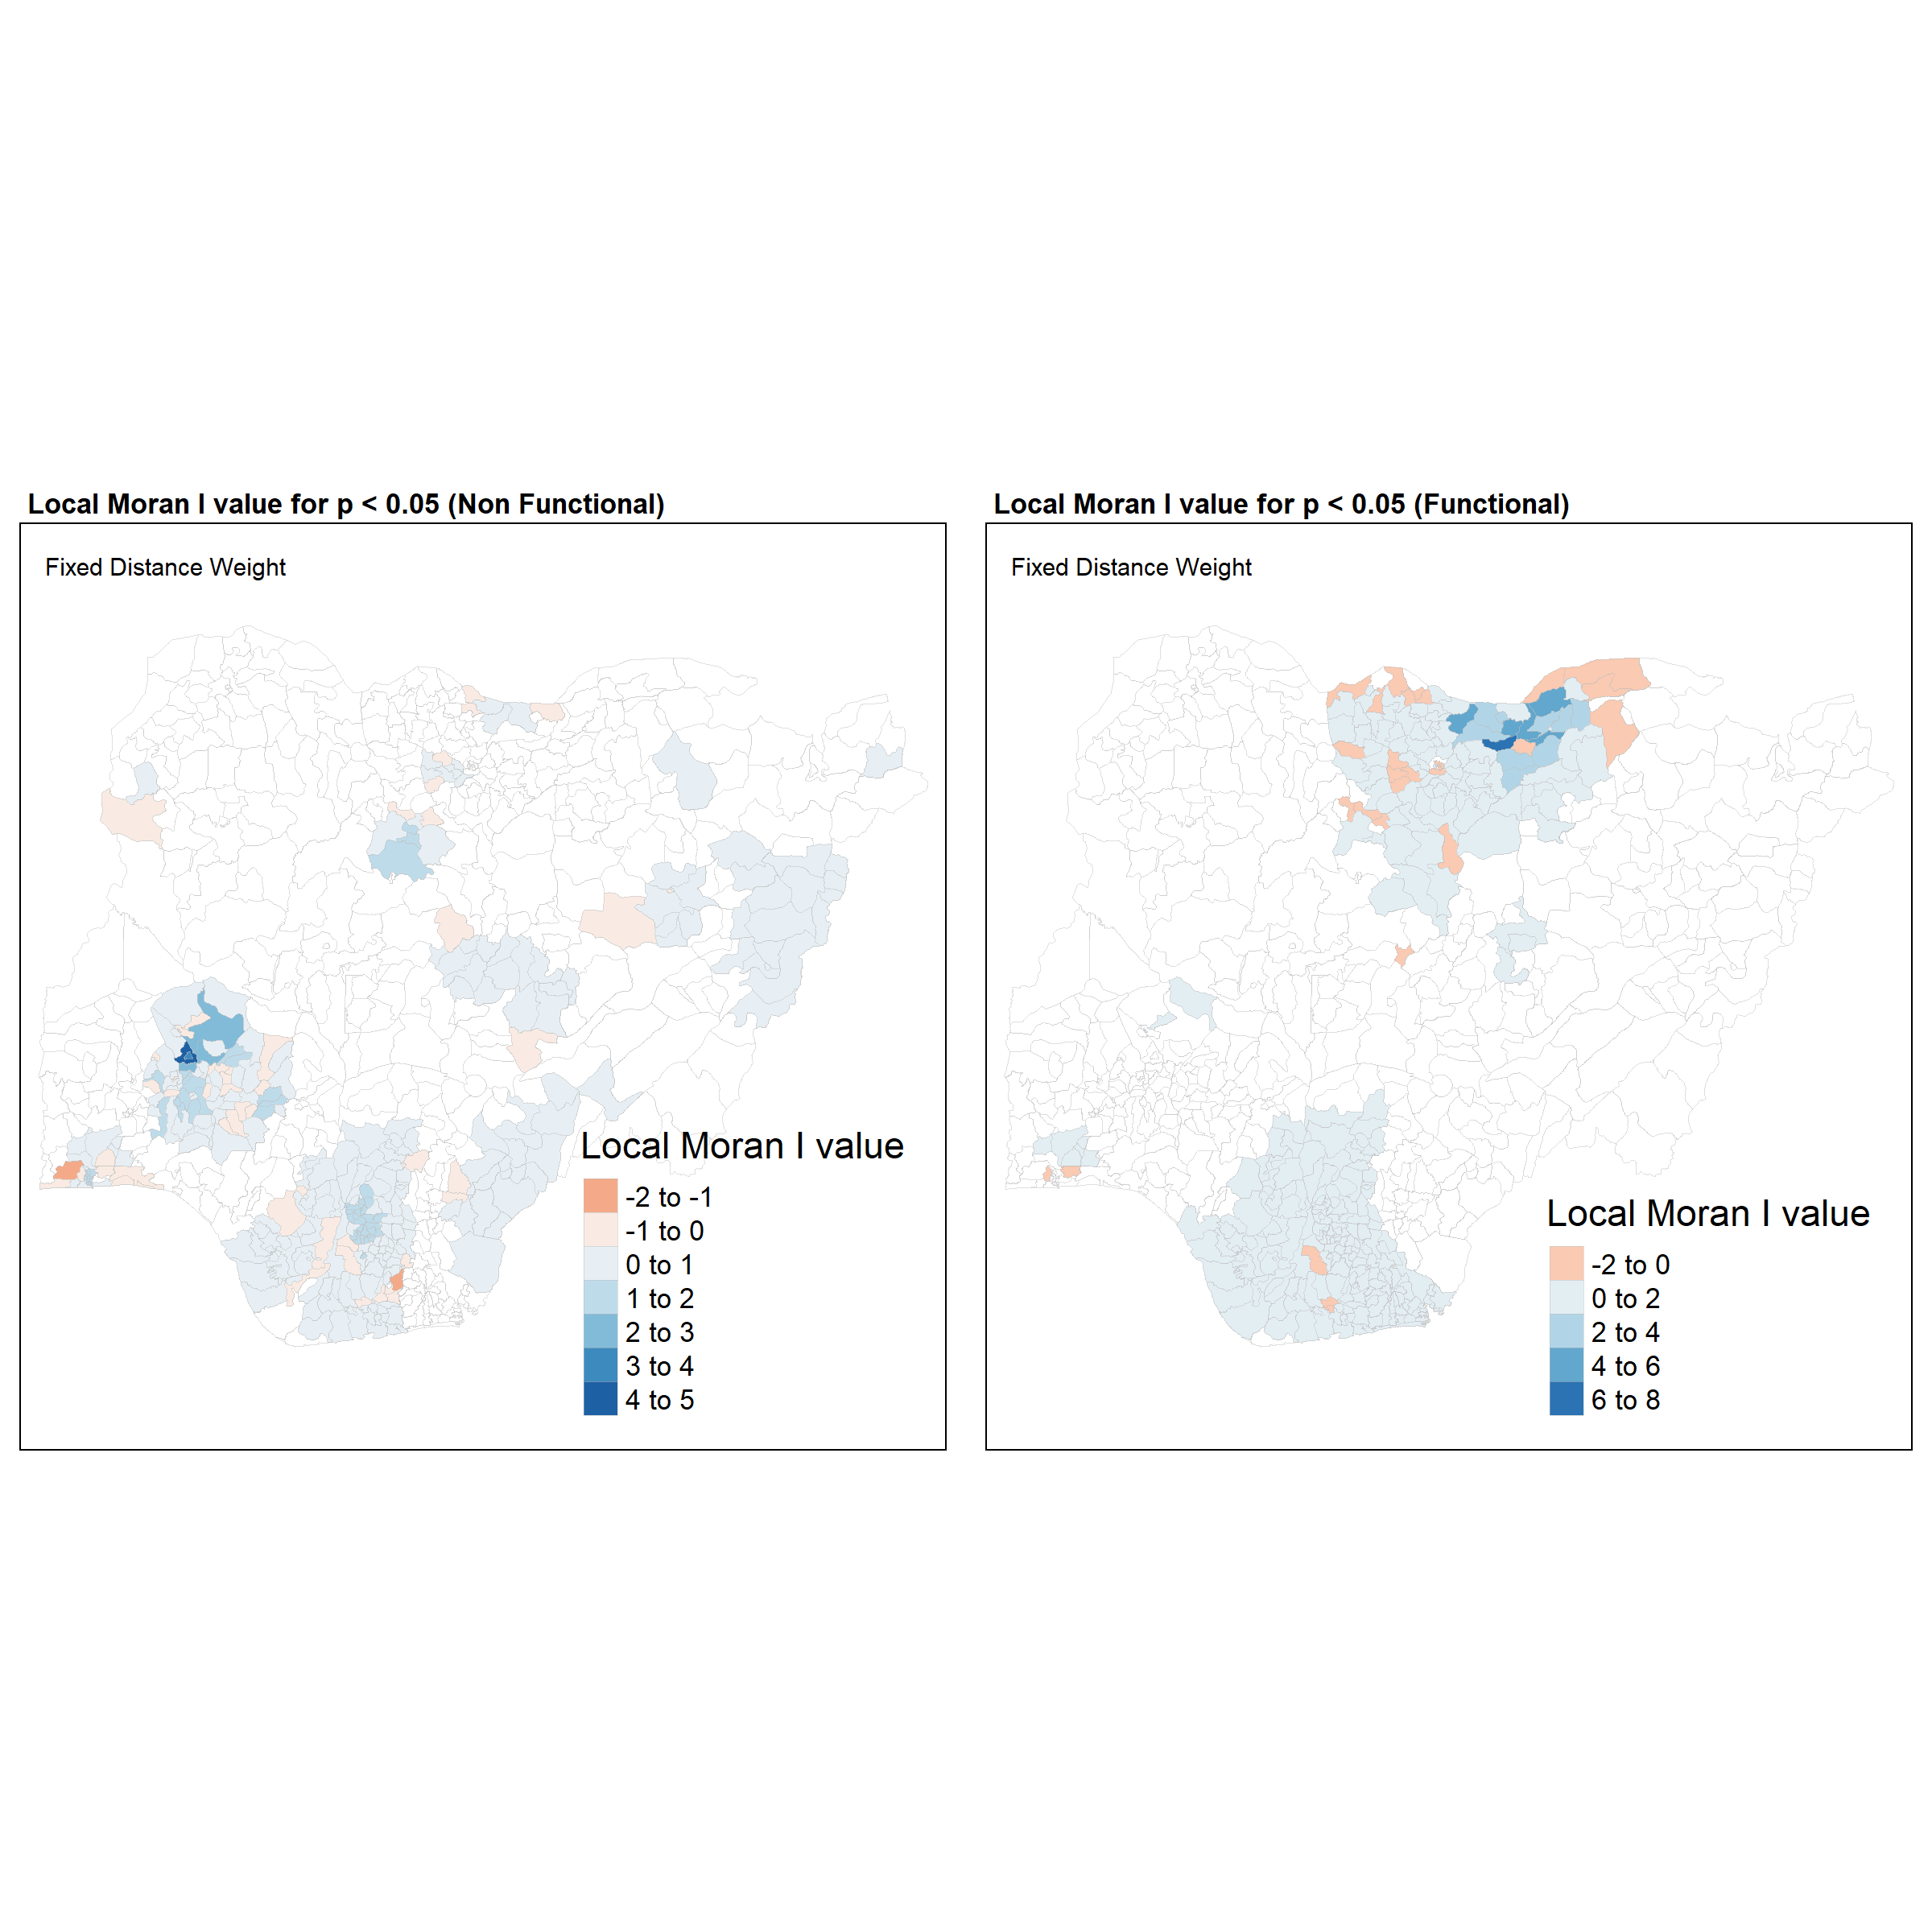 Local Moran I value for p < 0.05 (Non Functional)
Fixed Distance Weight
Local Moran I value
-2 to -1
-1 to 0
0 to 1
1 to 2
2 to 3
3 to 4
4 to 5
Local Moran I value for p < 0.05 (Functional)
Fixed Distance Weight
Local Moran I value
-2 to 0
0 to 2
2 to 4
4 to 6
6 to 8